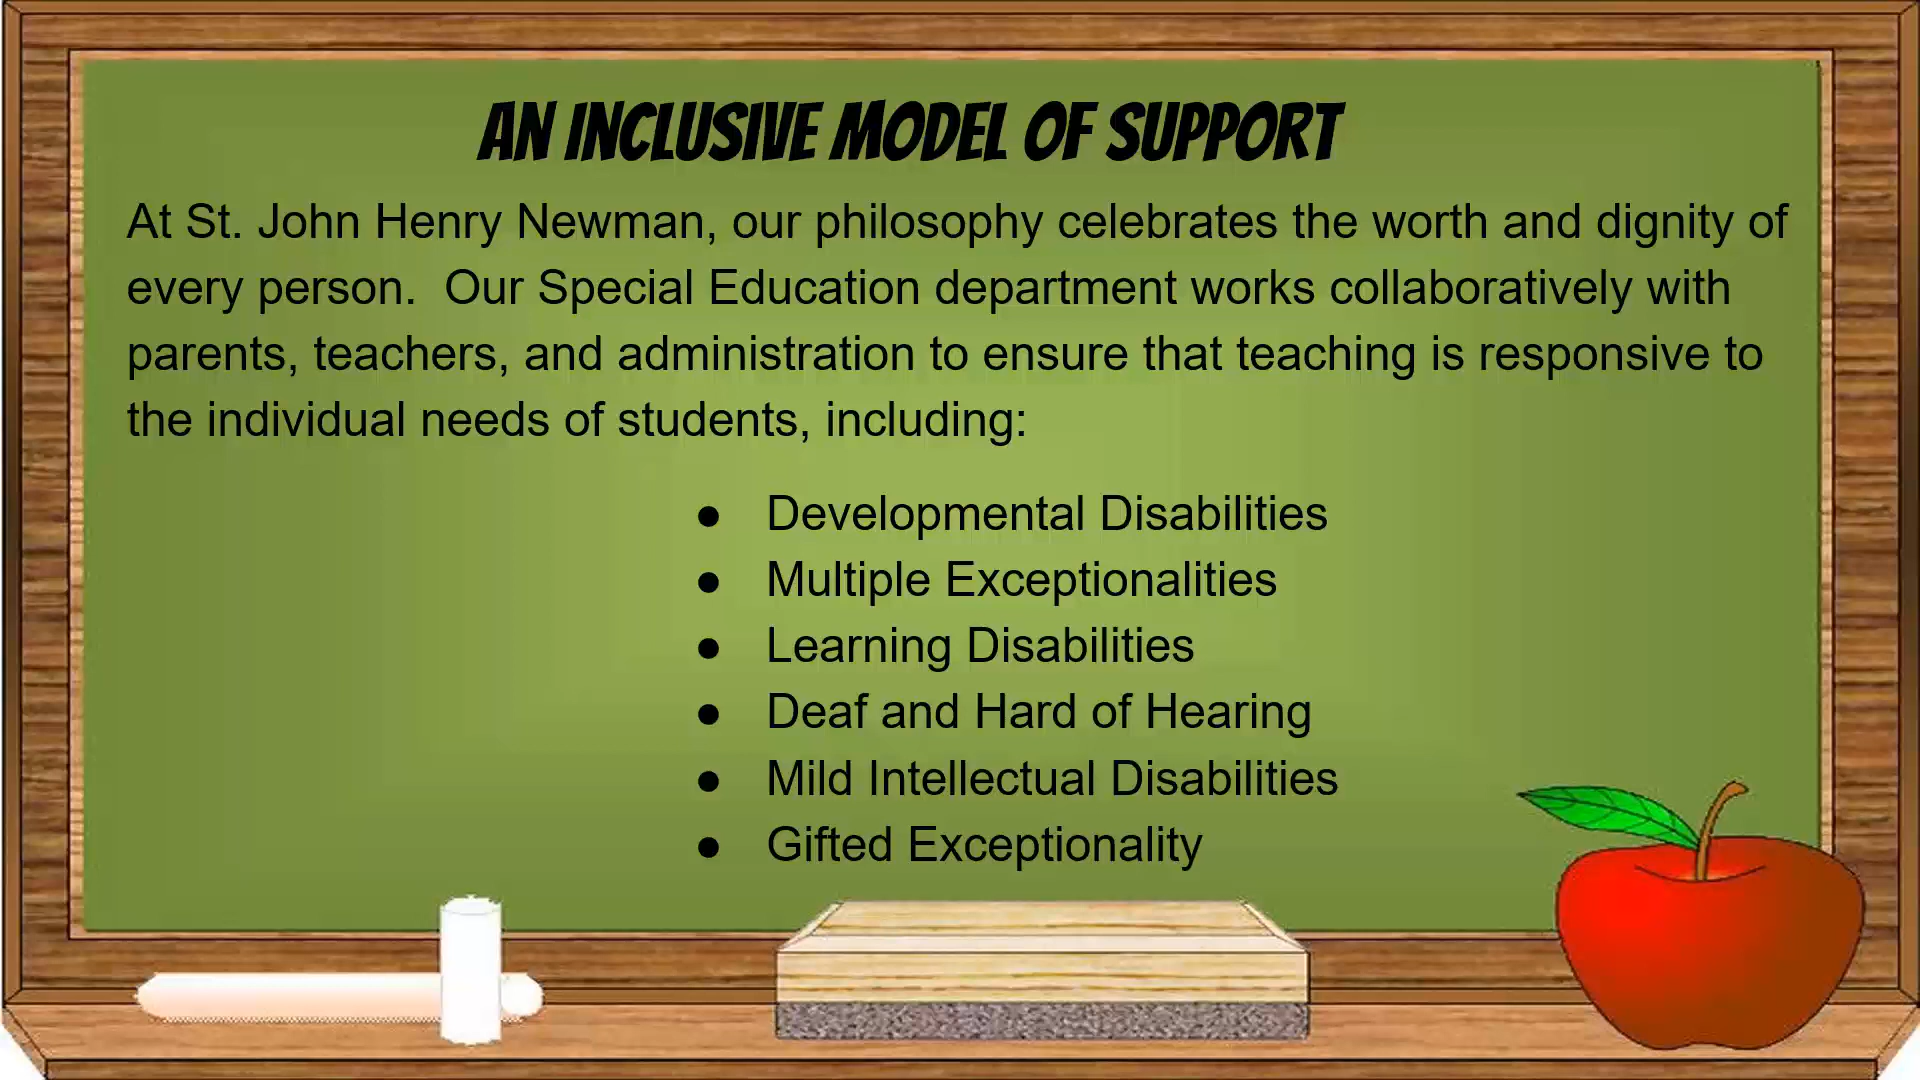 AN INCLUSIVE MODEL OF SUPPORT
At St. John Henry Newman, our philosophy celebrates the worth and dignity of
every person.  Our Special Education department works collaboratively with
parents, teachers, and administration to ensure that teaching is responsive to
the individual needs of students, including:
● Developmental Disabilities
● Multiple Exceptionalities
● Learning Disabilities
● Deaf and Hard of Hearing
● Mild Intellectual Disabilities
● Gifted Exceptionality